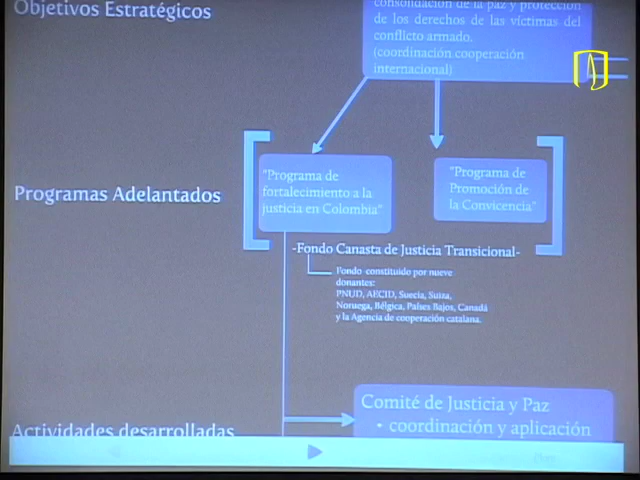 Objetivos Estratégicos
consolidación de la paz y protección
de los derechos de las víctimas del
conflicto armado.
(coordinación cooperación
internacional)
Programas Adelantados
"Programa de
fortalecimiento a la
justicia en Colombia"
"Programa de
Promoción de
la Convicencia"
-Fondo Canasta de Justicia Transicional-
Fondo constituido por nueve
donantes:
PNUD, AECID, Suecia, Suiza,
Noruega, Bélgica, Países Bajos, Canadá
y la Agencia de cooperación catalana.
Comité de Justicia y Paz
• coordinación y aplicación
Actividades desarrolladas